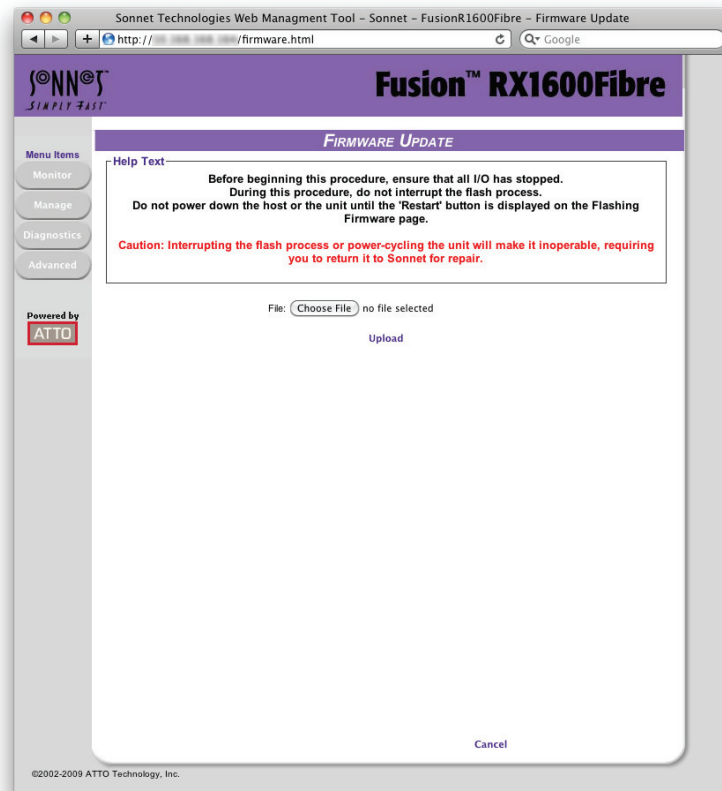 Sonnet Technologies Web Managment Tool – Sonnet – FusionR1600Fibre – Firmware Update
http:// /firmware.html
Google
SONNET™
SIMPLY FAST™
Fusion™ RX1600Fibre
FIRMWARE UPDATE
Menu Items
Monitor
Manage
Diagnostics
Advanced
Powered by
ATTO
Help Text
Before beginning this procedure, ensure that all I/O has stopped.
During this procedure, do not interrupt the flash process.
Do not power down the host or the unit until the 'Restart' button is displayed on the Flashing
Firmware page.
Caution: Interrupting the flash process or power-cycling the unit will make it inoperable, requiring
you to return it to Sonnet for repair.
File: Choose File no file selected
Upload
Cancel
©2002-2009 ATTO Technology, Inc.